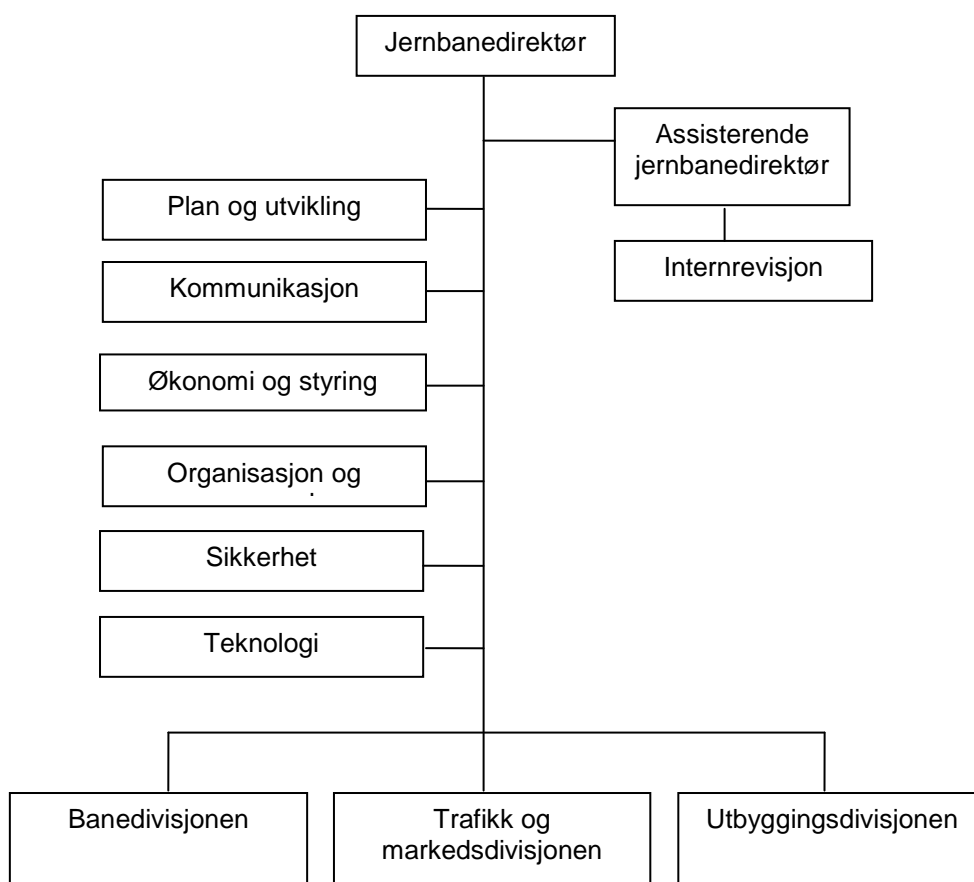 Jernbanedirektør
Assisterende
jernbanedirektør
Plan og utvikling
Internrevisjon
Kommunikasjon
Økonomi og styring
Organisasjon og
Sikkerhet
Teknologi
Banedivisjonen
Trafikk og
markedsdivisjonen
Utbyggingsdivisjonen